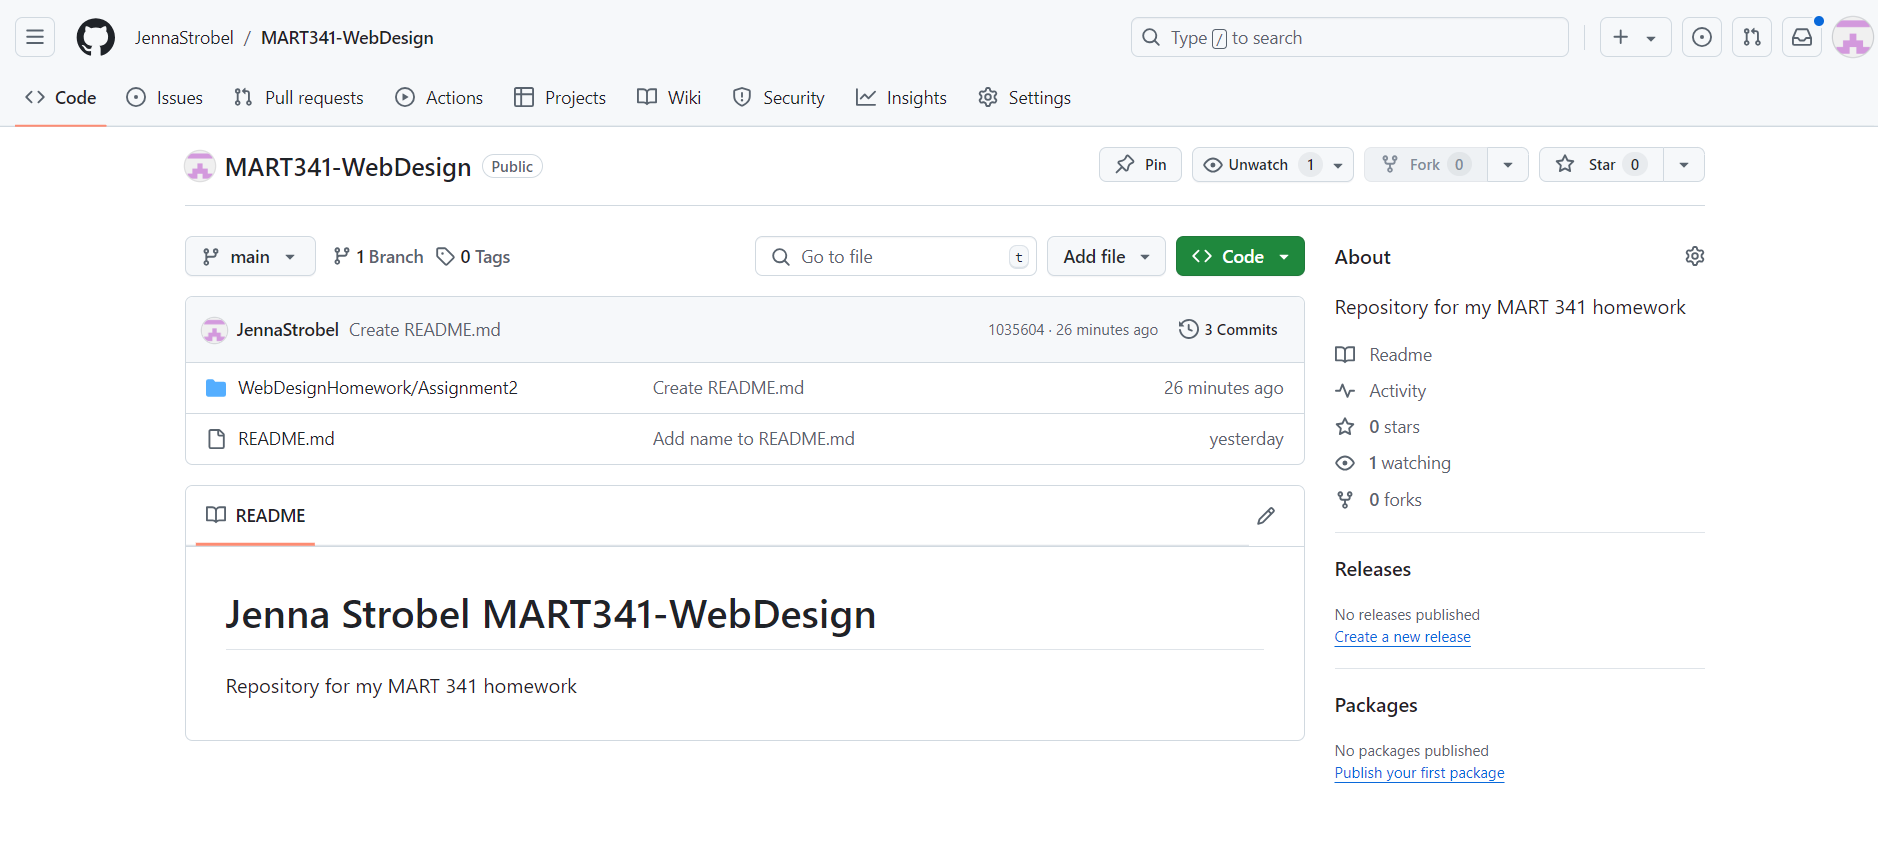 JennaStrobel / MART341-WebDesign
Type / to search
Code Issues Pull requests Actions Projects Wiki Security Insights Settings
MART341-WebDesign Public
Pin Unwatch 1 Fork 0 Star 0
main 1 Branch 0 Tags
Go to file t Add file Code
JennaStrobel Create README.md 1035604 · 26 minutes ago 3 Commits
WebDesignHomework/Assignment2 Create README.md 26 minutes ago
README.md Add name to README.md yesterday
README
Jenna Strobel MART341-WebDesign
Repository for my MART 341 homework
About
Repository for my MART 341 homework
Readme
Activity
0 stars
1 watching
0 forks
Releases
No releases published
Create a new release
Packages
No packages published
Publish your first package